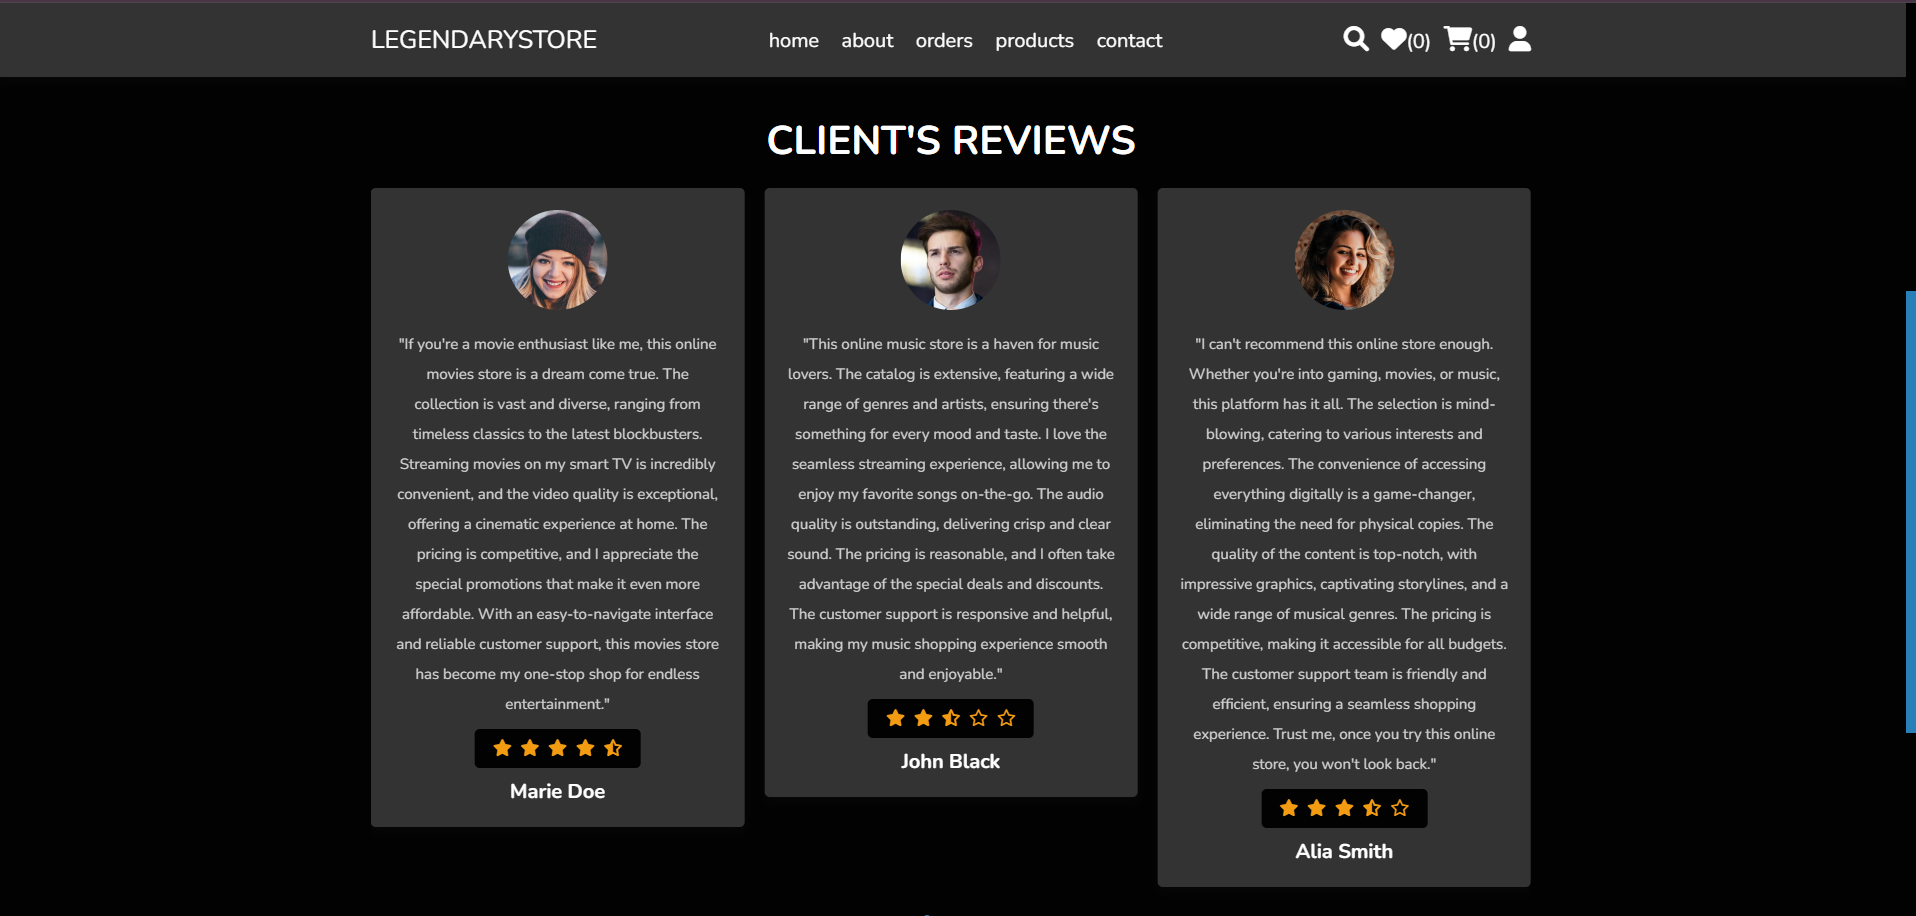 LEGENDARYSTORE
home about orders products contact
(0) (0)
CLIENT'S REVIEWS
"If you're a movie enthusiast like me, this online
movies store is a dream come true. The
collection is vast and diverse, ranging from
timeless classics to the latest blockbusters.
Streaming movies on my smart TV is incredibly
convenient, and the video quality is exceptional,
offering a cinematic experience at home. The
pricing is competitive, and I appreciate the
special promotions that make it even more
affordable. With an easy-to-navigate interface
and reliable customer support, this movies store
has become my one-stop shop for endless
entertainment."
Marie Doe
"This online music store is a haven for music
lovers. The catalog is extensive, featuring a wide
range of genres and artists, ensuring there's
something for every mood and taste. I love the
seamless streaming experience, allowing me to
enjoy my favorite songs on-the-go. The audio
quality is outstanding, delivering crisp and clear
sound. The pricing is reasonable, and I often take
advantage of the special deals and discounts.
The customer support is responsive and helpful,
making my music shopping experience smooth
and enjoyable."
John Black
"I can't recommend this online store enough.
Whether you're into gaming, movies, or music,
this platform has it all. The selection is mind-
blowing, catering to various interests and
preferences. The convenience of accessing
everything digitally is a game-changer,
eliminating the need for physical copies. The
quality of the content is top-notch, with
impressive graphics, captivating storylines, and a
wide range of musical genres. The pricing is
competitive, making it accessible for all budgets.
The customer support team is friendly and
efficient, ensuring a seamless shopping
experience. Trust me, once you try this online
store, you won't look back."
Alia Smith